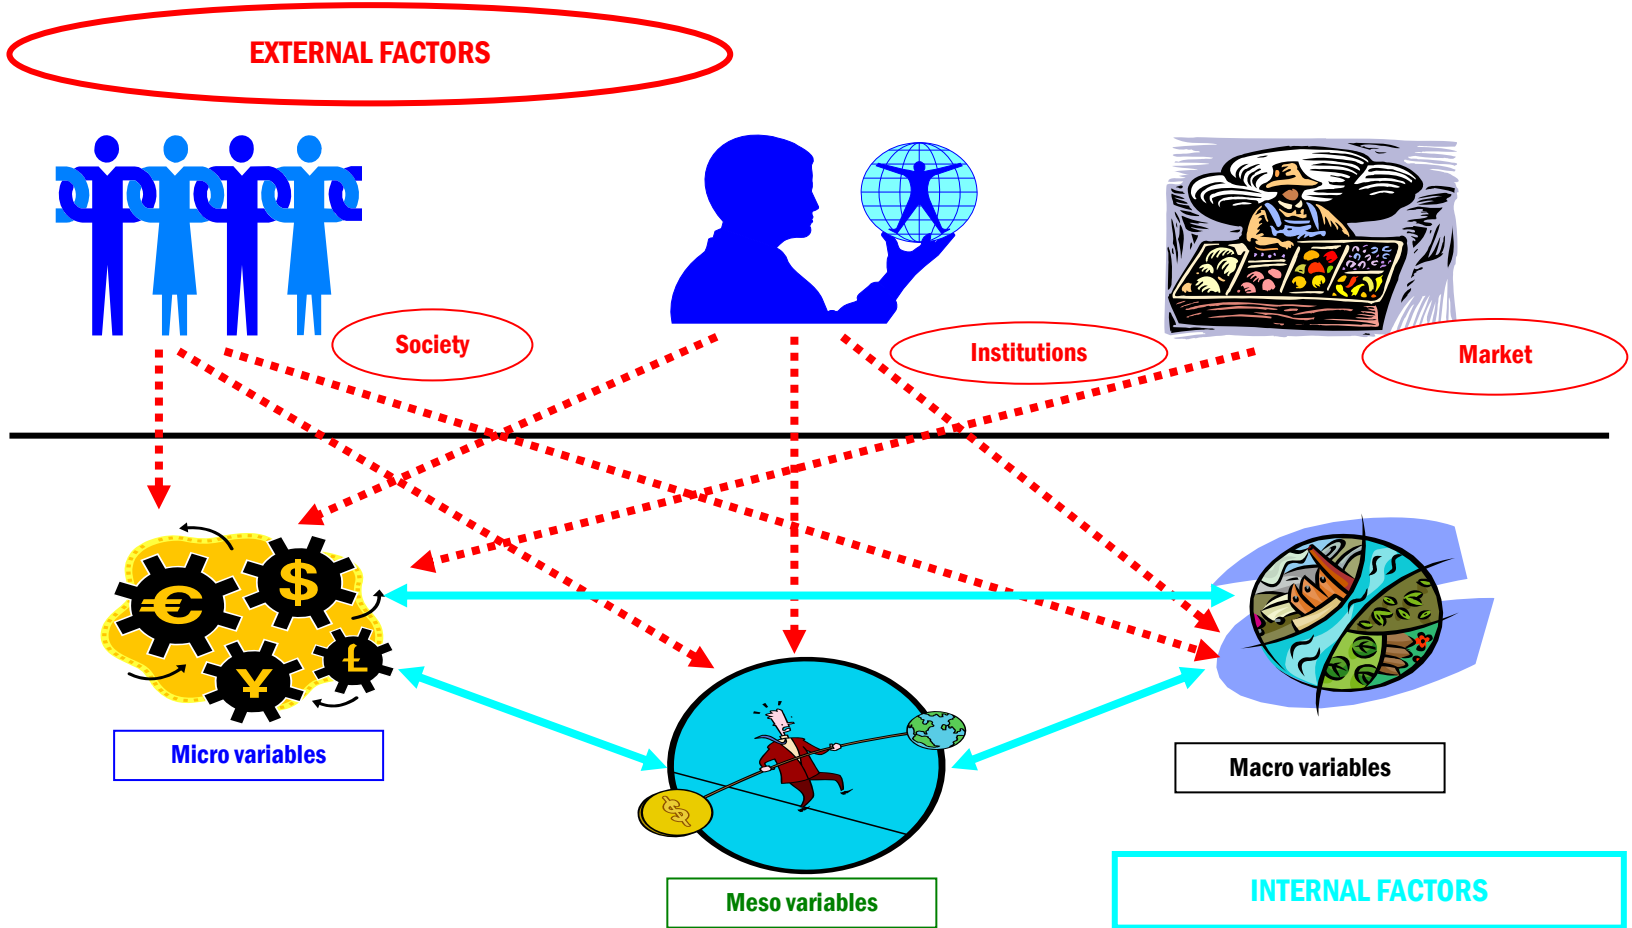 EXTERNAL FACTORS
Society
Institutions
Market
€
$
¥
£
$
Micro variables
Macro variables
Meso variables
INTERNAL FACTORS